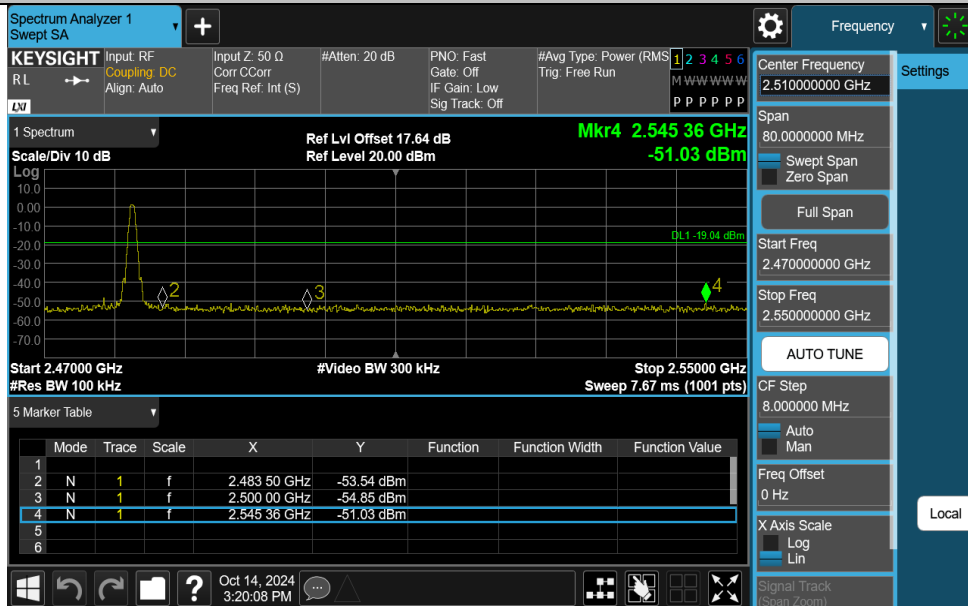 Spectrum Analyzer 1
Swept SA
+
Frequency
KEYSIGHT
RL
LXI
Input: RF
Coupling: DC
Align: Auto
Input Z: 50 Ω
Corr CCorr
Freq Ref: Int (S)
#Atten: 20 dB
PNO: Fast
Gate: Off
IF Gain: Low
Sig Track: Off
#Avg Type: Power (RMS
Trig: Free Run
1 2 3 4 5 6
M W W W W W
P P P P P P
1 Spectrum
Scale/Div 10 dB
Ref Lvl Offset 17.64 dB
Ref Level 20.00 dBm
Mkr4 2.545 36 GHz
-51.03 dBm
Log
10.0
0.00
-10.0
-20.0
-30.0
-40.0
-50.0
-60.0
-70.0
DL1 -19.04 dBm
2
3
4
Start 2.47000 GHz
#Res BW 100 kHz
#Video BW 300 kHz
Stop 2.55000 GHz
Sweep 7.67 ms (1001 pts)
5 Marker Table
Mode Trace Scale X Y Function Function Width Function Value
1
2 N 1 f 2.483 50 GHz -53.54 dBm
3 N 1 f 2.500 00 GHz -54.85 dBm
4 N 1 f 2.545 36 GHz -51.03 dBm
5
6
?
Oct 14, 2024
3:20:08 PM
Center Frequency
2.510000000 GHz
Span
80.0000000 MHz
Swept Span
Zero Span
Full Span
Start Freq
2.470000000 GHz
Stop Freq
2.550000000 GHz
AUTO TUNE
CF Step
8.000000 MHz
Auto
Man
Freq Offset
0 Hz
X Axis Scale
Log
Lin
Signal Track
(Span Zoom)
Settings
Local